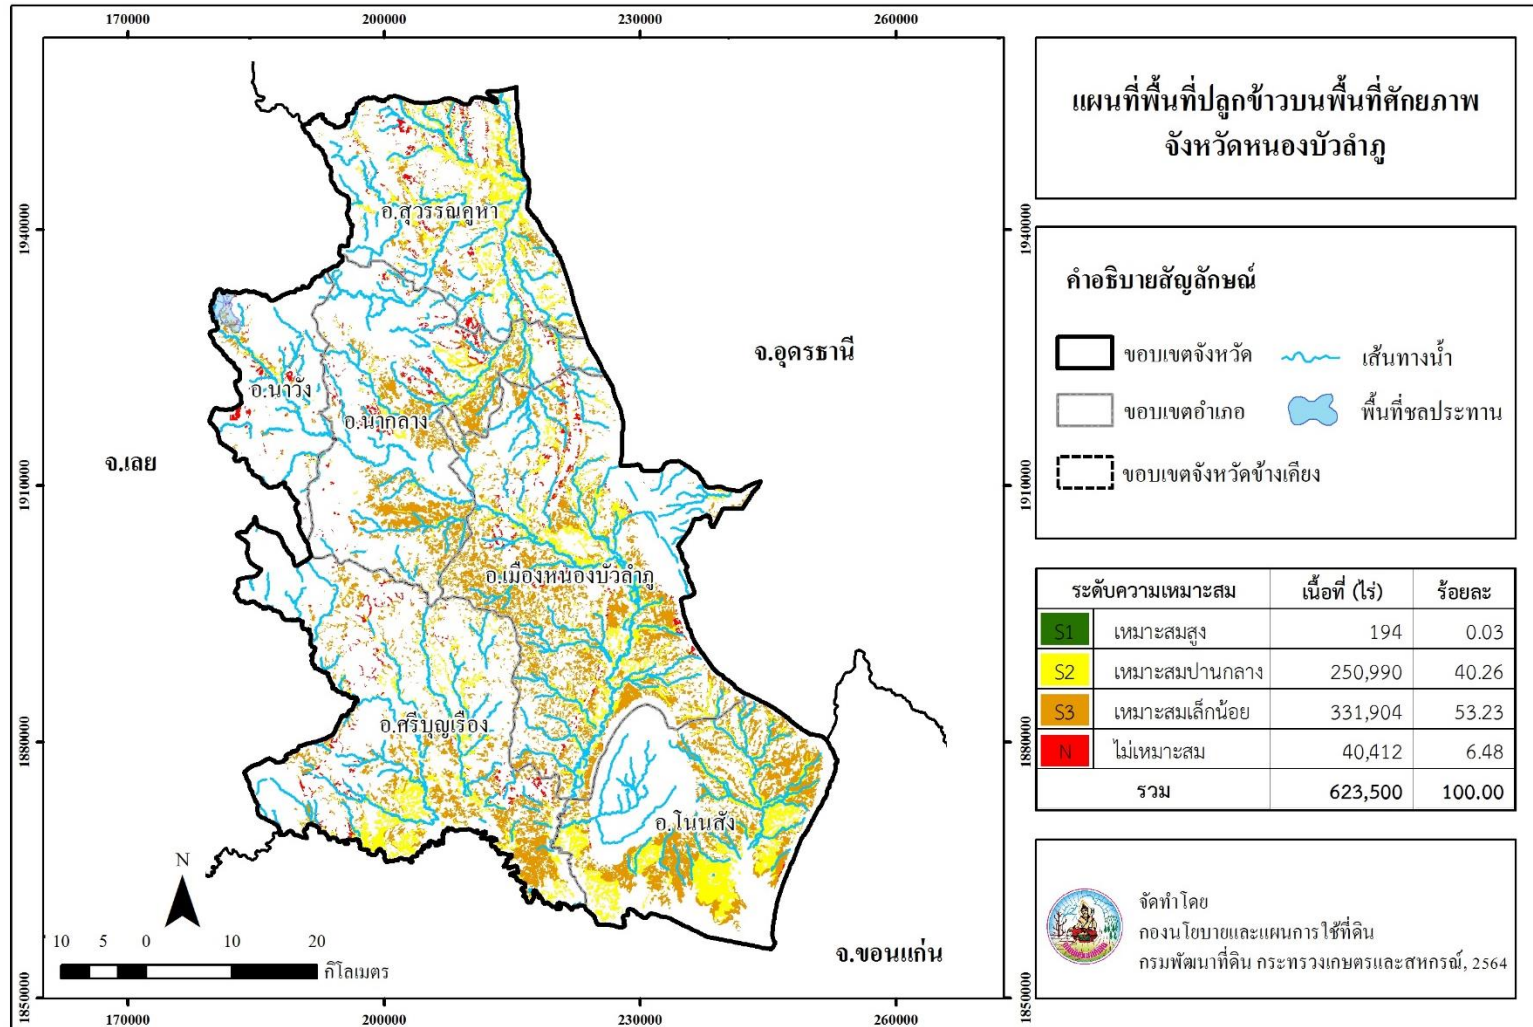 170000 200000 230000 260000
แผนที่พื้นที่ปลูกข้าวบนพื้นที่ศักยภาพ
จังหวัดหนองบัวลำภู
1940000
1910000
1880000
1850000
อ.สุวรรณคูหา
อ.นาวัง
อ.นากลาง
อ.เมืองหนองบัวลำภู
อ.ศรีบุญเรือง
อ.โนนสัง
จ.อุดรธานี
จ.เลย
จ.ขอนแก่น
N
10 5 0 10 20
กิโลเมตร
170000 200000 230000 260000
1940000
1910000
1880000
1850000
คำอธิบายสัญลักษณ์
ขอบเขตจังหวัด เส้นทางน้ำ
ขอบเขตอำเภอ พื้นที่ชลประทาน
ขอบเขตจังหวัดข้างเคียง
ระดับความเหมาะสม เนื้อที่ (ไร่) ร้อยละ
S1 เหมาะสมสูง 194 0.03
S2 เหมาะสมปานกลาง 250,990 40.26
S3 เหมาะสมเล็กน้อย 331,904 53.23
N ไม่เหมาะสม 40,412 6.48
รวม 623,500 100.00
จัดทำโดย
กองนโยบายและแผนการใช้ที่ดิน
กรมพัฒนาที่ดิน กระทรวงเกษตรและสหกรณ์, 2564